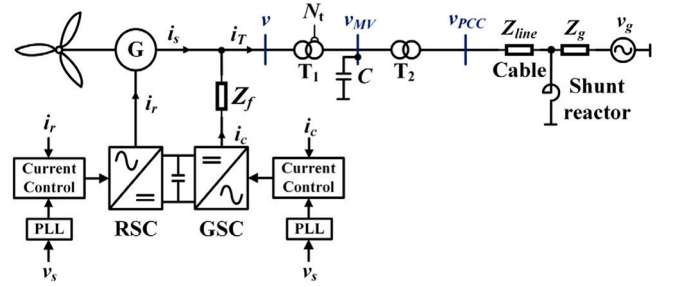 v N_t v_MV v_PCC Z_line Z_g v_g
G i_s i_T
T_1 C T_2 Cable Shunt
reactor
i_r Z_f
i_r i_c i_c
Current
Control
Current
Control
PLL RSC GSC PLL
v_s v_s